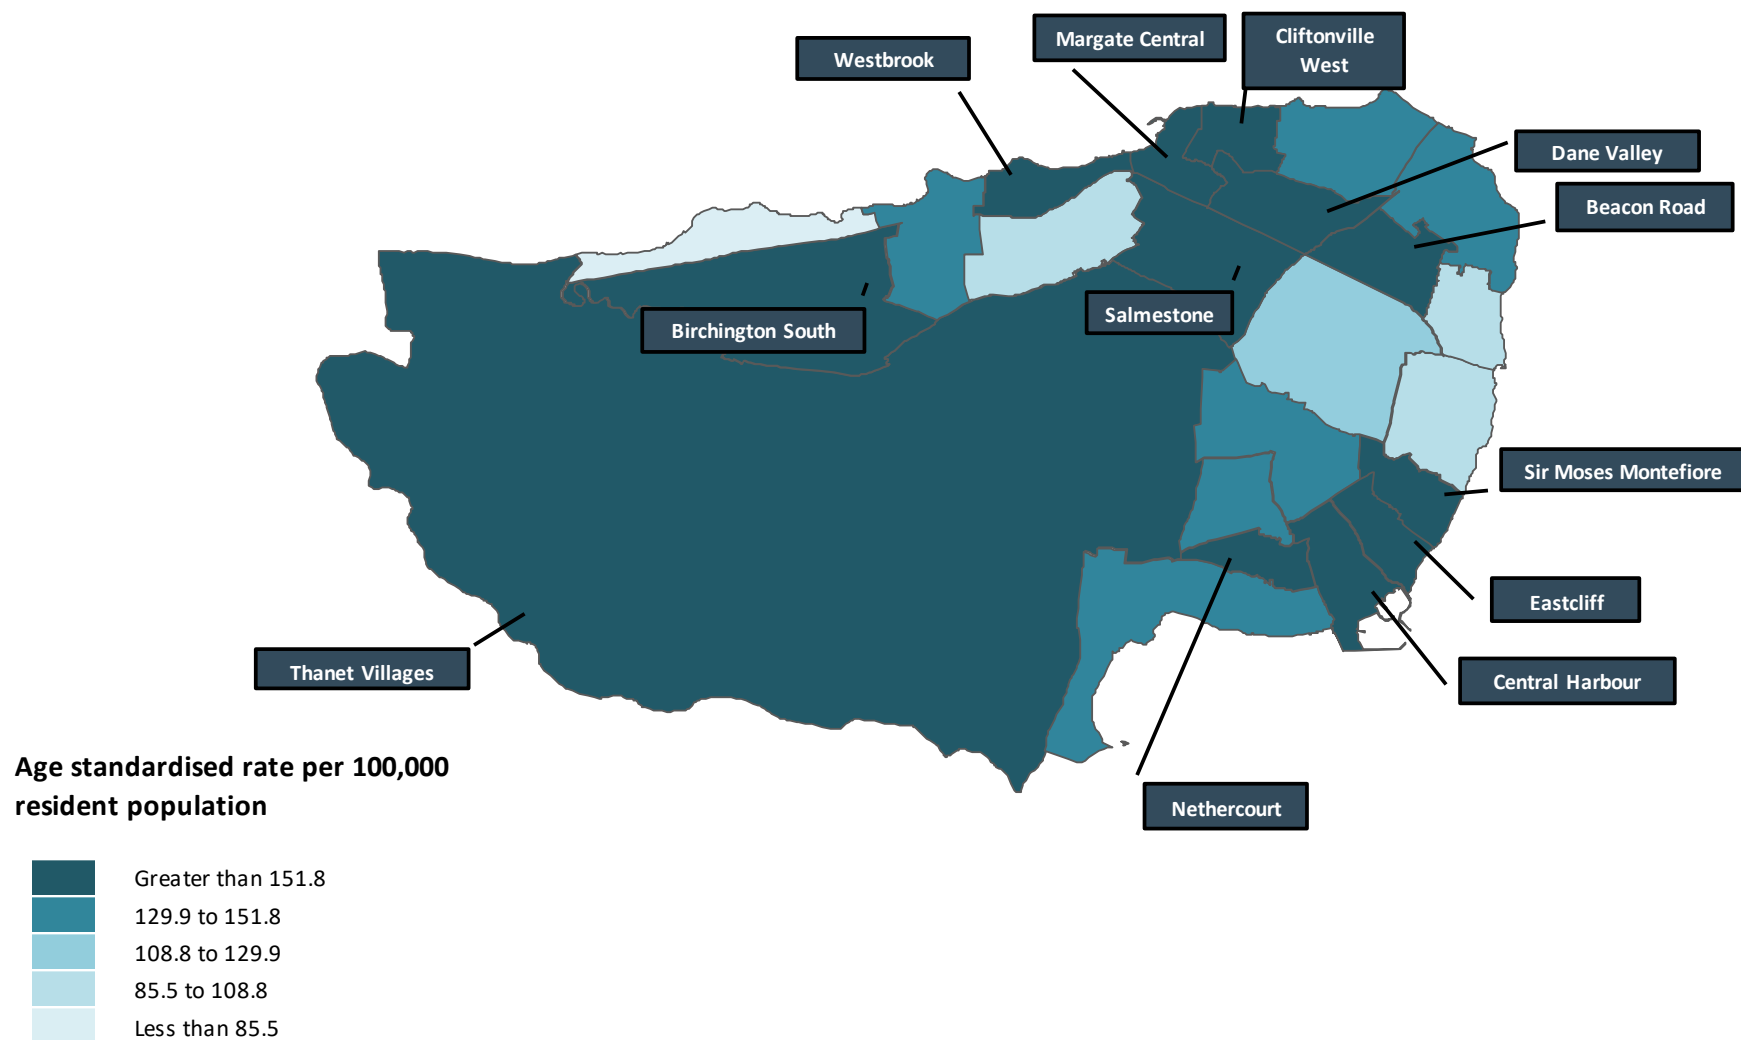 Margate Central
Cliftonville
West
Westbrook
Dane Valley
Beacon Road
Salmestone
Birchington South
Sir Moses Montefiore
Eastcliff
Thanet Villages
Central Harbour
Nethercourt
Age standardised rate per 100,000
resident population
Greater than 151.8
129.9 to 151.8
108.8 to 129.9
85.5 to 108.8
Less than 85.5